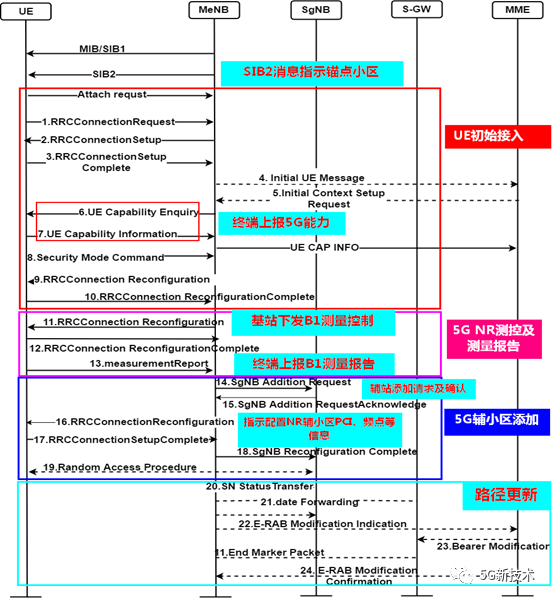 UE
MeNB
SgNB
S-GW
MME
MIB/SIB1
SIB2
SIB2消息指示锚点小区
Attach requst
1.RRCConnectionRequest
2.RRCConnectionSetup
UE初始接入
3.RRCConnectionSetup
Complete
4. Initial UE Message
5.Initial Context Setup
Request
6.UE Capability Enquiry
终端上报5G能力
7.UE Capability Information
UE CAP INFO
8.Security Mode Command
9.RRCConnection Reconfiguration
10.RRCConnection ReconfigurationComplete
11.RRCConnection Reconfiguration
基站下发B1测量控制
5G NR测控及
测量报告
12.RRCConnection ReconfigurationComplete
13.measurementReport
终端上报B1测量报告
14.SgNB Addition Request
辅站添加请求及确认
15.SgNB Addition RequestAcknowledge
16.RRCConnectionReconfiguration
指示配置NR辅小区PCI、频点等
信息
5G辅小区添加
17.RRCConnectionSetupComplete
18.SgNB Reconfiguration Complete
19.Random Access Procedure
20.SN StatusTransfer
路径更新
21.date Forwarding
22.E-RAB Modification Indication
23.Bearer Modification
11.End Marker Packet
24. E-RAB Modification
Confirmation
5G新技术